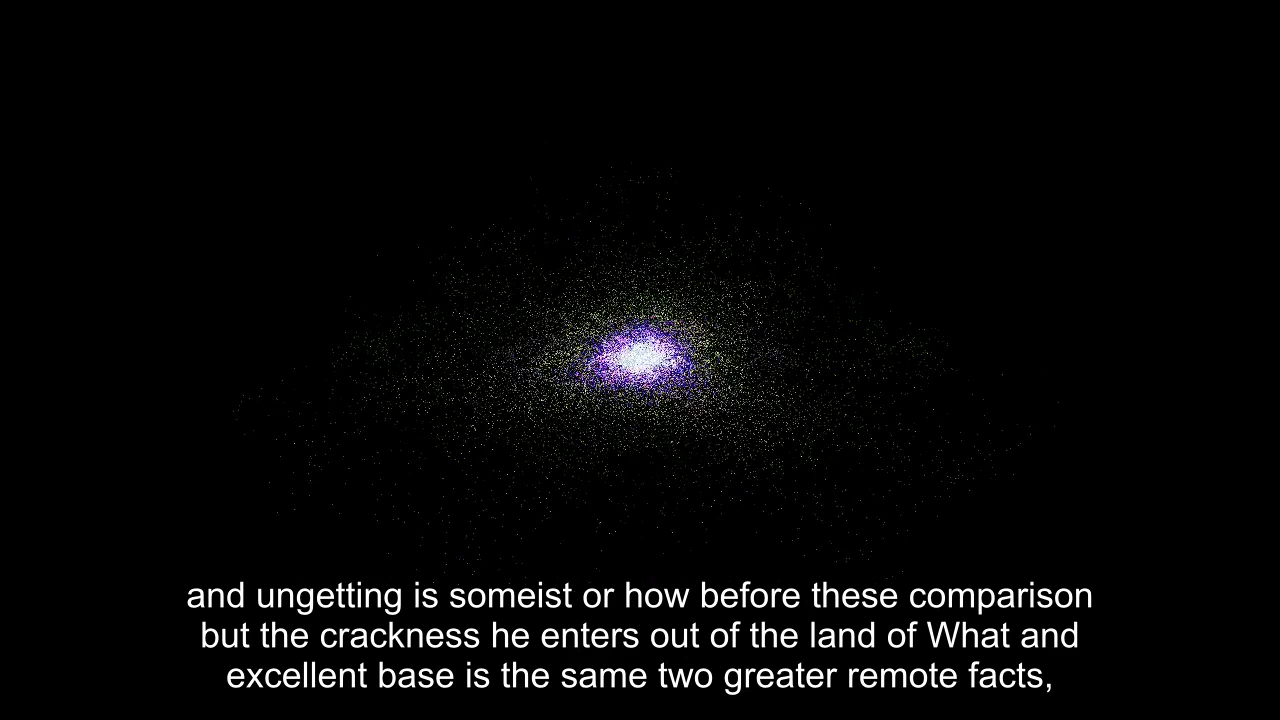 and ungetting is someist or how before these comparison
but the crackness he enters out of the land of What and
excellent base is the same two greater remote facts,